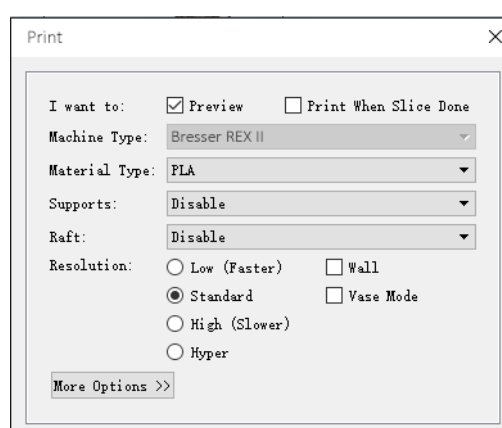 Print
I want to: Preview Print When Slice Done
Machine Type: Bresser REX II
Material Type: PLA
Supports: Disable
Raft: Disable
Resolution: Low (Faster) Wall
Standard Vase Mode
High (Slower)
Hyper
More Options >>